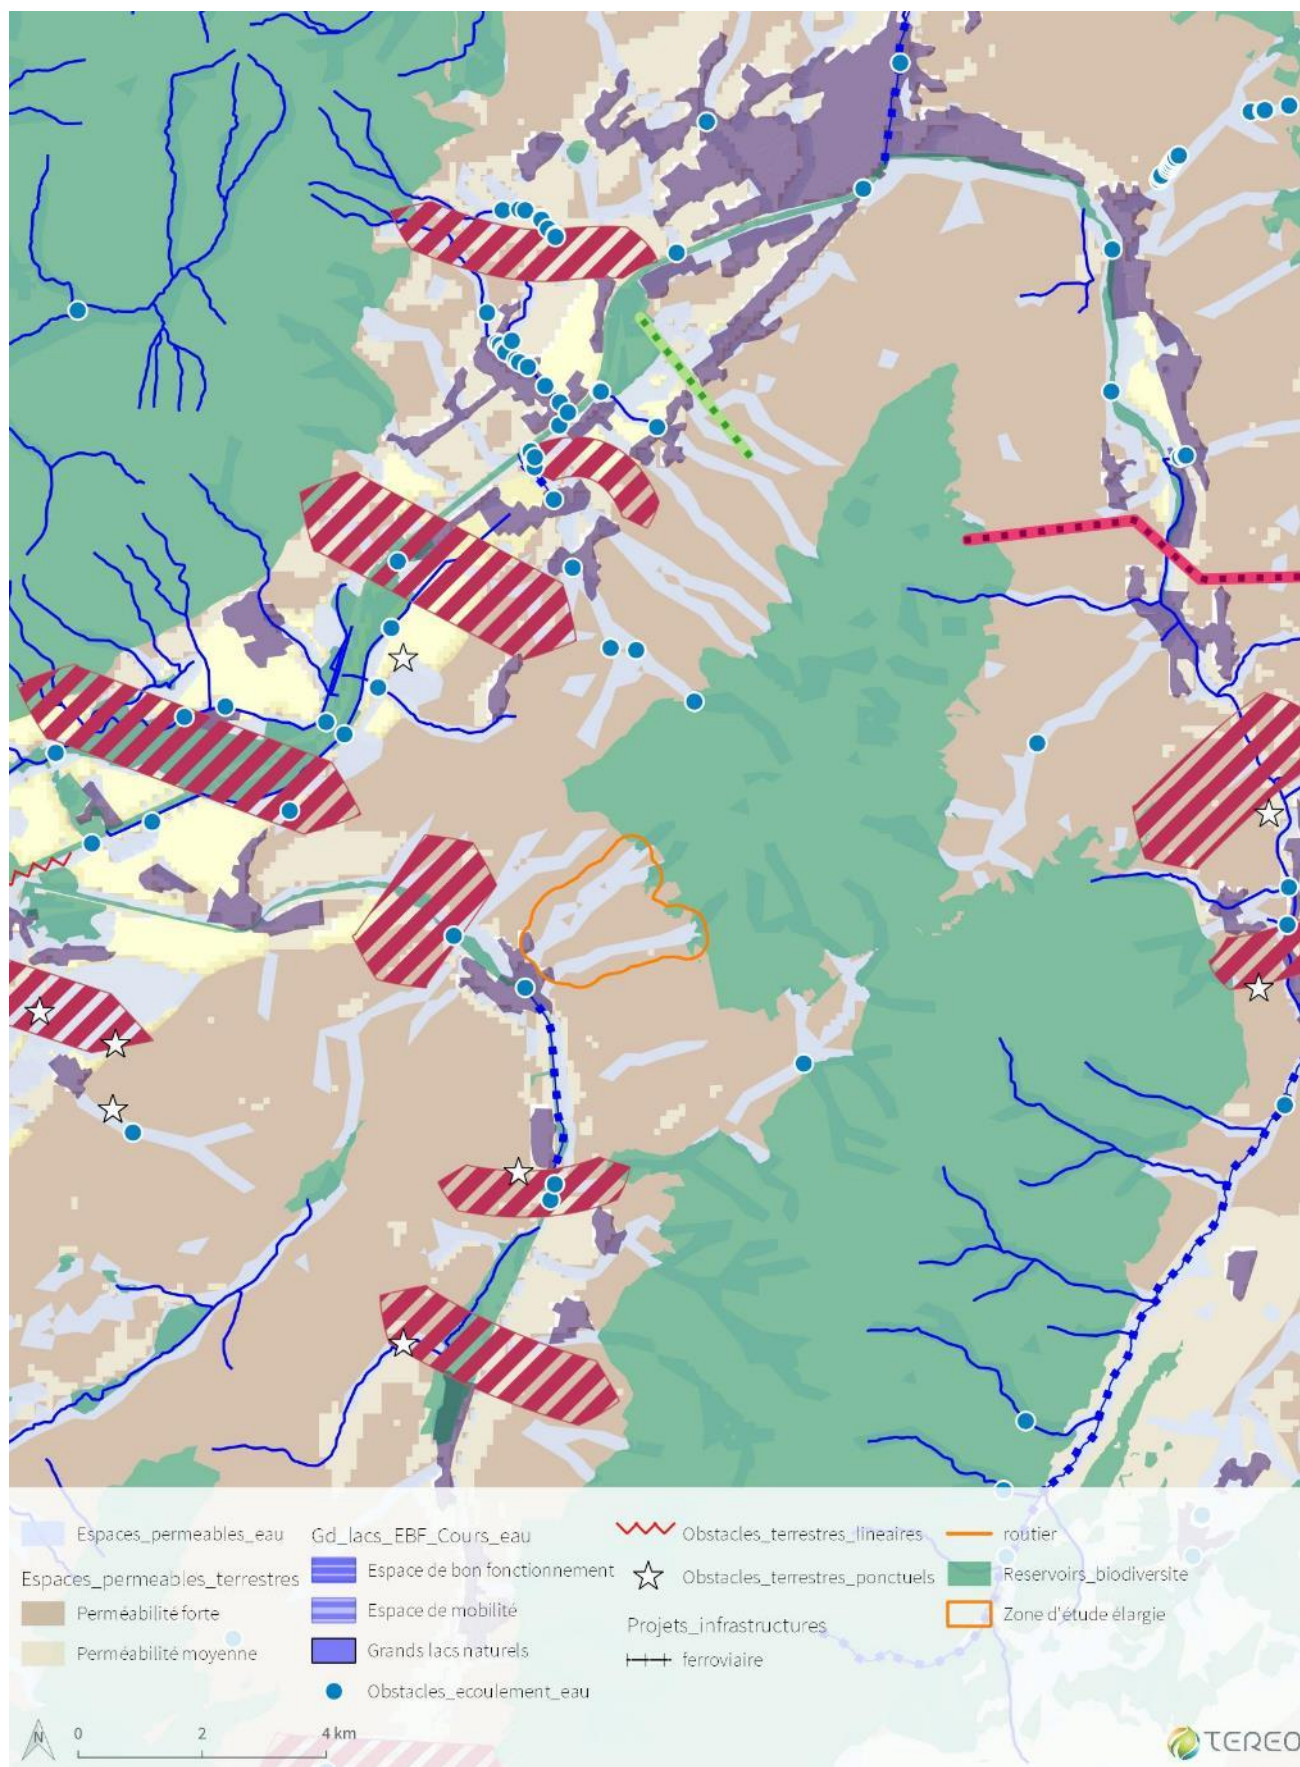 Espaces_permeables_eau
Espaces_permeables_terrestres
Perméabilité forte
Perméabilité moyenne
Gd_lacs_EBF_Cours_eau
Espace de bon fonctionnement
Espace de mobilité
Grands lacs naturels
Obstacles_ecoulement_eau
Obstacles_terrestres_lineaires
Obstacles_terrestres_ponctuels
Projets_infrastructures
ferroviaire
routier
Reservoirs_biodiversite
Zone d'étude élargie
N
0 2 4 km
TEREO